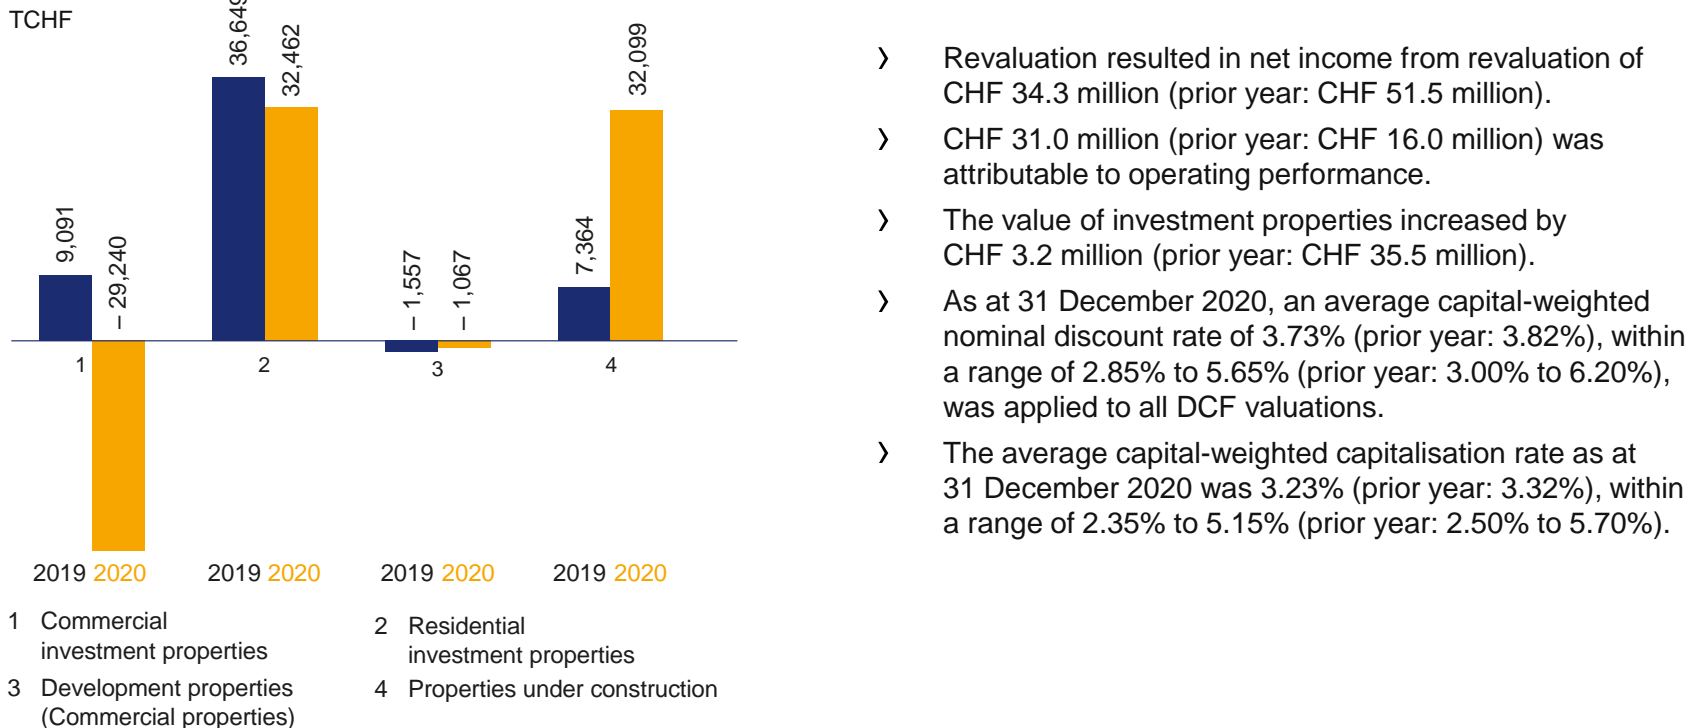 TCHF
36,649
32,462
32,099
9,091
– 29,240
– 1,557
– 1,067
7,364
1
2
3
4
2019 2020
2019 2020
2019 2020
2019 2020
1 Commercial
investment properties
2 Residential
investment properties
3 Development properties
(Commercial properties)
4 Properties under construction
› Revaluation resulted in net income from revaluation of
CHF 34.3 million (prior year: CHF 51.5 million).
› CHF 31.0 million (prior year: CHF 16.0 million) was
attributable to operating performance.
› The value of investment properties increased by
CHF 3.2 million (prior year: CHF 35.5 million).
› As at 31 December 2020, an average capital-weighted
nominal discount rate of 3.73% (prior year: 3.82%), within
a range of 2.85% to 5.65% (prior year: 3.00% to 6.20%),
was applied to all DCF valuations.
› The average capital-weighted capitalisation rate as at
31 December 2020 was 3.23% (prior year: 3.32%), within
a range of 2.35% to 5.15% (prior year: 2.50% to 5.70%).